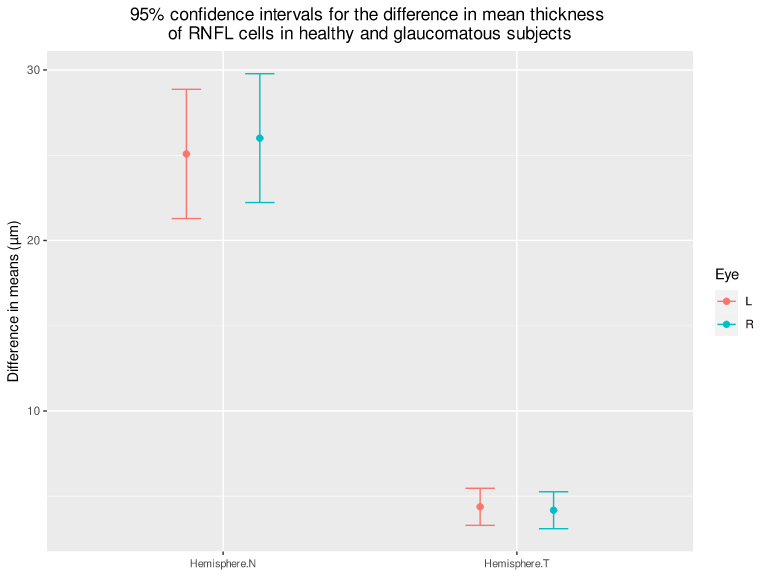 95% confidence intervals for the difference in mean thickness
of RNFL cells in healthy and glaucomatous subjects
Difference in means (µm)
30
20
10
Hemisphere.N
Hemisphere.T
Eye
L
R